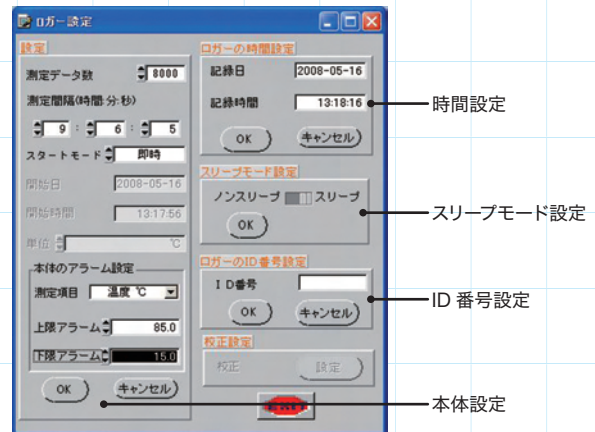 ロガー設定
設定
測定データ数 8000
測定間隔(時間:分:秒)
9 : 6 : 5
スタートモード 即時
開始日 2008-05-16
開始時間 13:17:56
単位 ℃
本体のアラーム設定
測定項目 温度 ℃
上限アラーム 85.0
下限アラーム 15.0
OK キャンセル
ロガーの時間設定
記録日 2008-05-16
記録時間 13:18:16
OK キャンセル
スリープモード設定
ノンスリープ スリープ
OK
ロガーのID番号設定
ID番号
OK キャンセル
校正設定
校正 設定
時間設定
スリープモード設定
ID 番号設定
本体設定